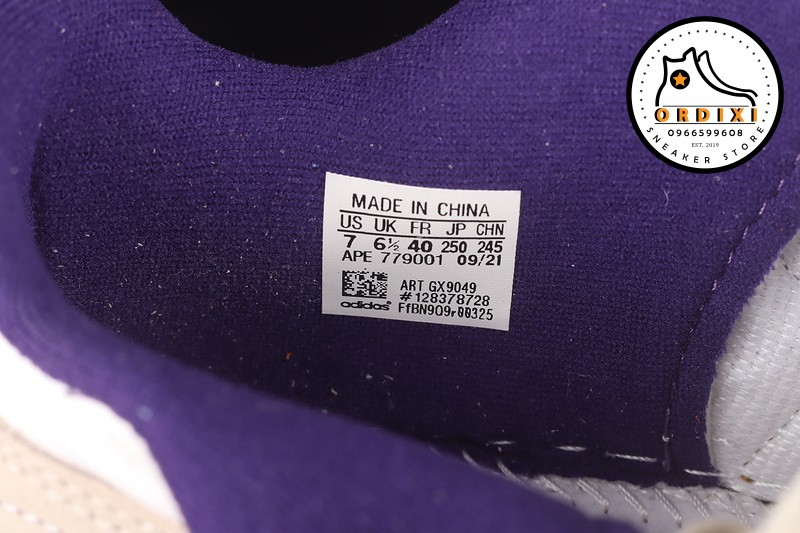 ORDIXI
0966599608
EST. 2019
SNEAKER STORE
MADE IN CHINA
US UK FR JP CHN
7 6½ 40 250 245
APE 779001 09/21
ART GX9049
#128378728
adidas® FfBN9O9r00325